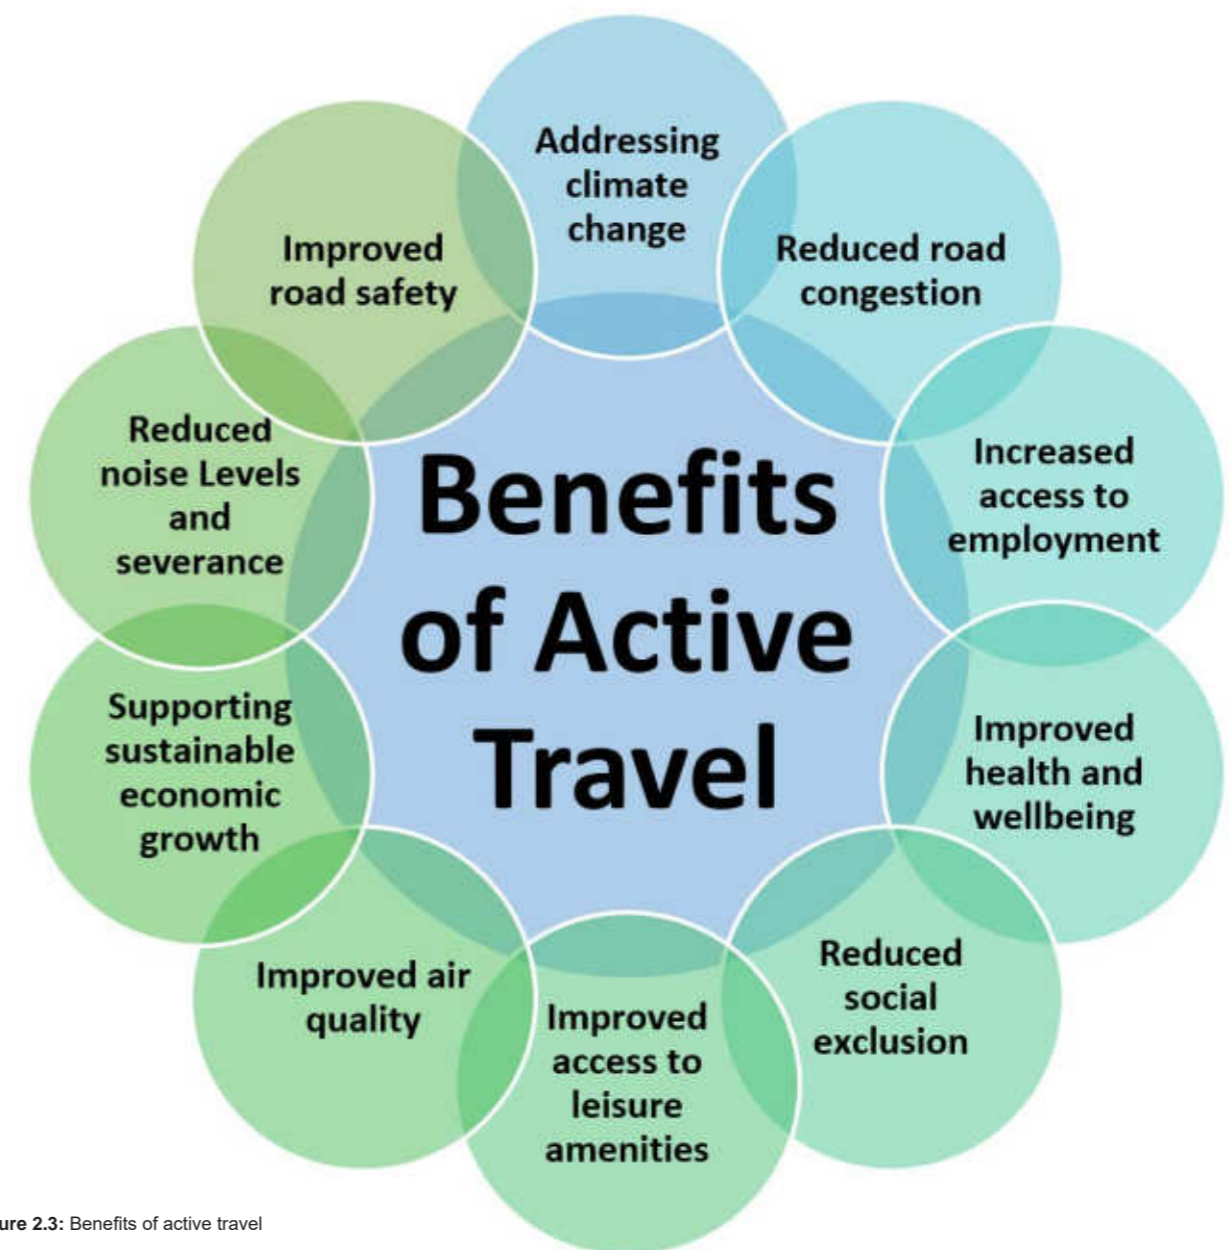 Addressing
climate
change
Reduced road
congestion
Increased
access to
employment
Improved
health and
wellbeing
Reduced
social
exclusion
Improved
access to
leisure
amenities
Improved air
quality
Supporting
sustainable
economic
growth
Reduced
noise Levels
and
severance
Improved
road safety
Benefits
of Active
Travel
ure 2.3: Benefits of active travel